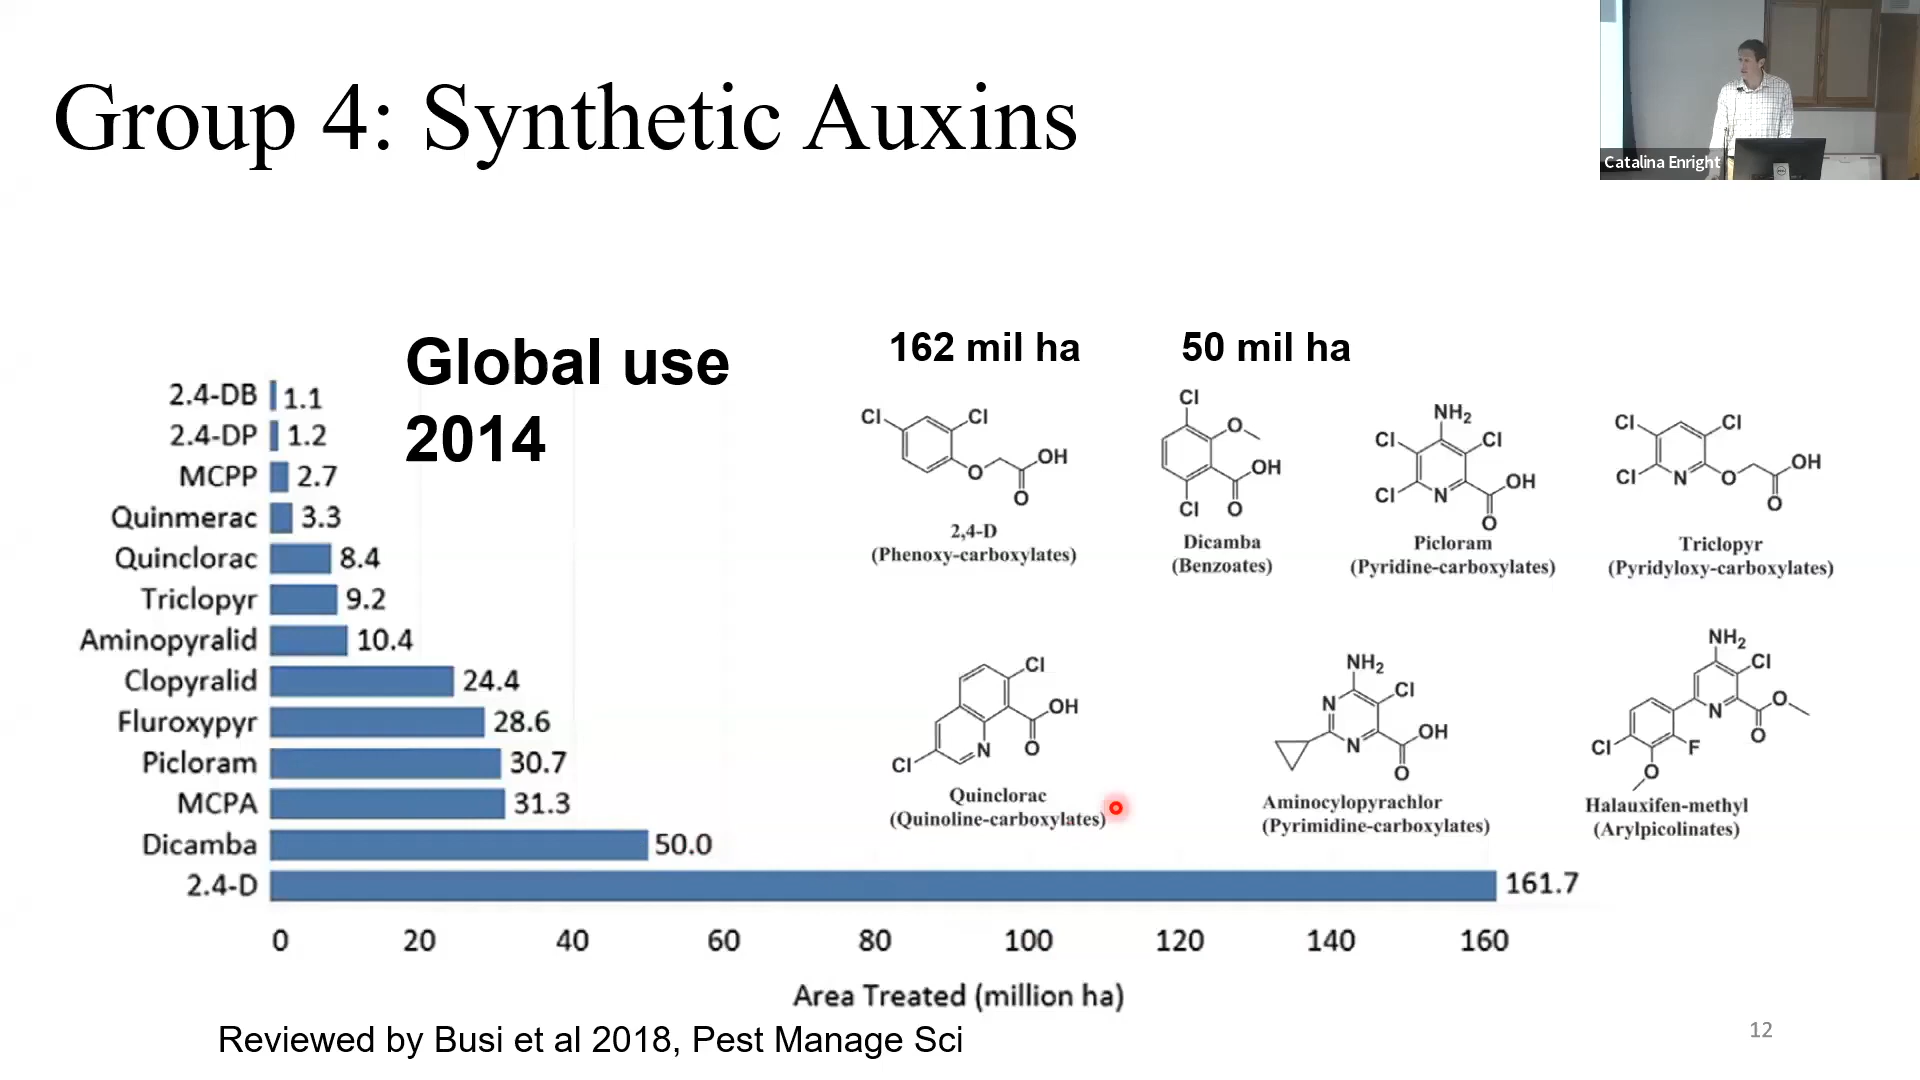 Group 4: Synthetic Auxins
Catalina Enright
Global use
2014
162 mil ha
50 mil ha
2.4-DB 1.1
2.4-DP 1.2
MCPP 2.7
Quinmerac 3.3
Quinclorac 8.4
Triclopyr 9.2
Aminopyralid 10.4
Clopyralid 24.4
Fluroxypyr 28.6
Picloram 30.7
MCPA 31.3
Dicamba 50.0
2.4-D 161.7
0 20 40 60 80 100 120 140 160
Area Treated (million ha)
Cl Cl O OH O
2,4-D
(Phenoxy-carboxylates)
Cl O OH Cl O
Dicamba
(Benzoates)
NH2 Cl Cl Cl N OH O
Picloram
(Pyridine-carboxylates)
Cl Cl Cl N O OH O
Triclopyr
(Pyridyloxy-carboxylates)
Cl OH O N Cl
Quinclorac
(Quinoline-carboxylates)
NH2 Cl N N OH O
Aminocylopyrachlor
(Pyrimidine-carboxylates)
NH2 Cl N O O Cl F O
Halauxifen-methyl
(Arylpicolinates)
Reviewed by Busi et al 2018, Pest Manage Sci
12